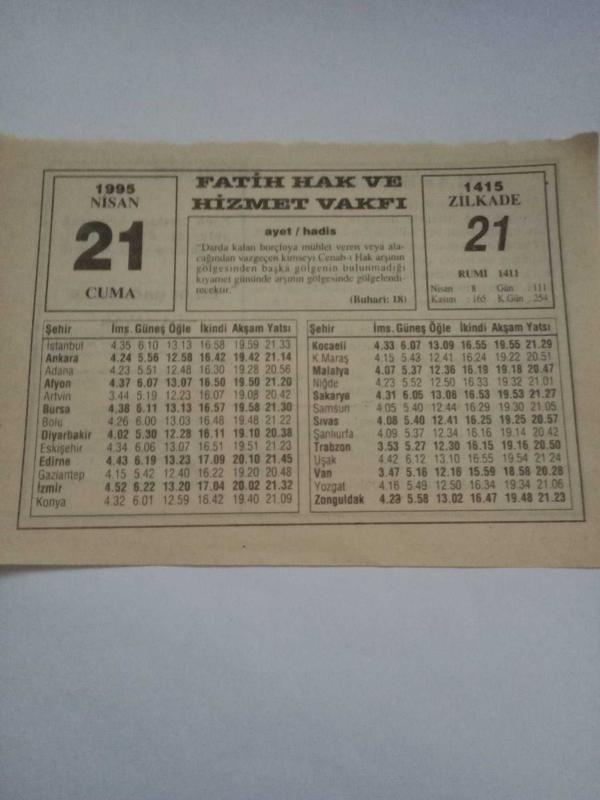 1995
NİSAN
21
CUMA
FATİH HAK VE
HİZMET VAKFI
ayet / hadis
"Darda kalan borçluya mühlet veren veya ala-
cağından vazgeçen kimseyi Cenab-ı Hak arşının
gölgesinden başka gölgenin bulunmadığı
kıyamet gününde arşının gölgesinde gölgelendi-
recektir."
(Buhari: 18)
1415
ZİLKADE
21
RUMİ 1411
Nisan : 8 Gün : 111
Kasım : 165 K.Gün : 254
Şehir İms. Güneş Öğle İkindi Akşam Yatsı
İstanbul 4.35 6.10 13.13 16.58 19.59 21.33
Ankara 4.24 5.56 12.58 16.42 19.42 21.14
Adana 4.23 5.51 12.48 16.30 19.28 20.56
Afyon 4.37 6.07 13.07 16.50 19.50 21.20
Artvin 3.44 5.19 12.23 16.07 19.08 20.42
Bursa 4.38 6.11 13.13 16.57 19.58 21.30
Bolu 4.26 6.00 13.03 16.48 19.48 21.22
Diyarbakir 4.02 5.30 12.28 16.11 19.10 20.38
Eskişehir 4.34 6.06 13.07 16.51 19.51 21.23
Edirne 4.43 6.19 13.23 17.09 20.10 21.45
Gaziantep 4.15 5.42 12.40 16.22 19.20 20.48
İzmir 4.52 6.22 13.20 17.04 20.02 21.32
Konya 4.32 6.01 12.59 16.42 19.40 21.09
Şehir İms. Güneş Öğle İkindi Akşam Yatsı
Kocaeli 4.33 6.07 13.09 16.55 19.55 21.29
K.Maraş 4.15 5.43 12.41 16.24 19.22 20.51
Malatya 4.07 5.37 12.36 16.19 19.18 20.47
Niğde 4.23 5.52 12.50 16.33 19.32 21.01
Sakarya 4.31 6.05 13.08 16.53 19.53 21.27
Samsun 4.05 5.40 12.44 16.29 19.30 21.05
Sıvas 4.08 5.40 12.41 16.25 19.25 20.57
Şanlıurfa 4.09 5.37 12.34 16.16 19.14 20.42
Trabzon 3.53 5.27 12.30 16.15 19.16 20.50
Uşak 4.42 6.12 13.10 16.55 19.54 21.24
Van 3.47 5.16 12.16 15.59 18.58 20.28
Yozgat 4.16 5.49 12.50 16.34 19.34 21.06
Zonguldak 4.23 5.58 13.02 16.47 19.48 21.23